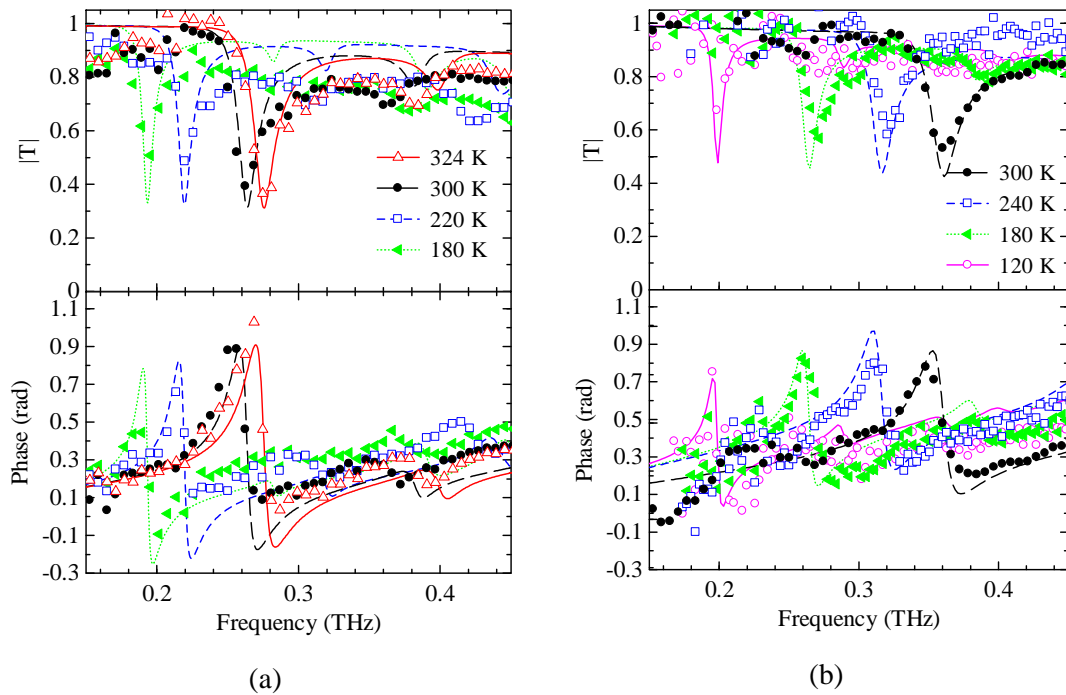 1
0.8
0.6
0.4
0.2
0
|T|
324 K
300 K
220 K
180 K
1.1
0.9
0.7
0.5
0.3
0.1
-0.1
-0.3
Phase (rad)
0.2
0.3
0.4
Frequency (THz)
(a)
1
0.8
0.6
0.4
0.2
0
|T|
300 K
240 K
180 K
120 K
1.1
0.9
0.7
0.5
0.3
0.1
-0.1
-0.3
Phase (rad)
0.2
0.3
0.4
Frequency (THz)
(b)